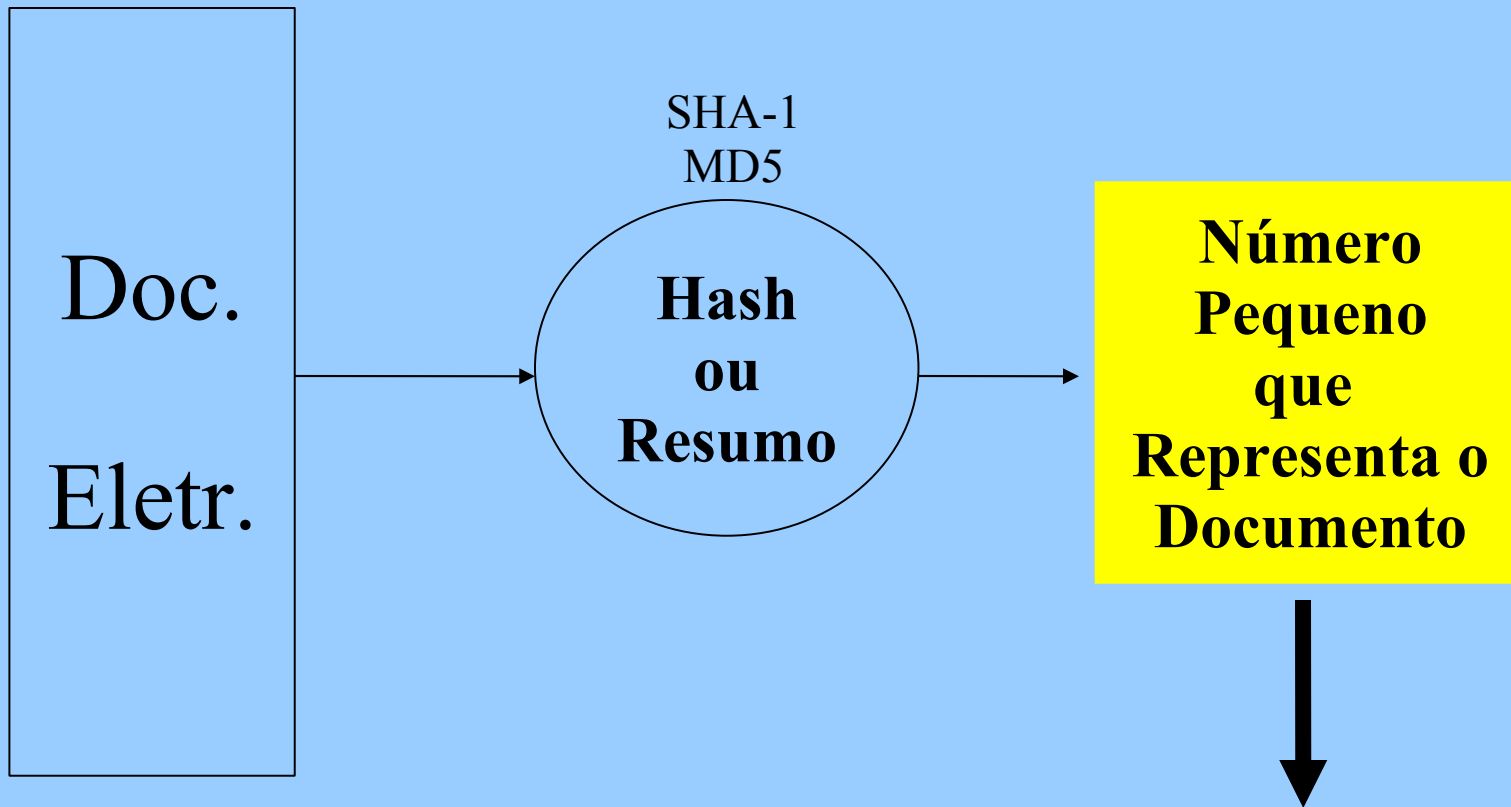 Doc.
Eletr.
SHA-1
MD5
Hash
ou
Resumo
Número
Pequeno
que
Representa o
Documento